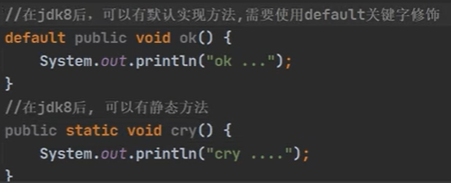 //在jdk8后，可以有默认实现方法,需要使用default关键字修饰
default public void ok() {
    System.out.println("ok ...");
}
//在jdk8后, 可以有静态方法
public static void cry() {
    System.out.println("cry ....");
}